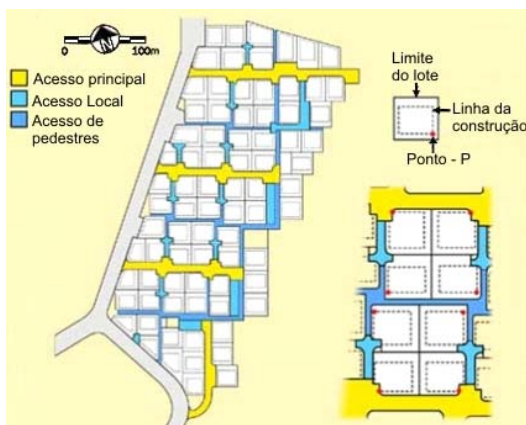 N
0
100m
Acesso principal
Acesso Local
Acesso de
pedestres
Limite
do lote
Linha da
construção
Ponto - P